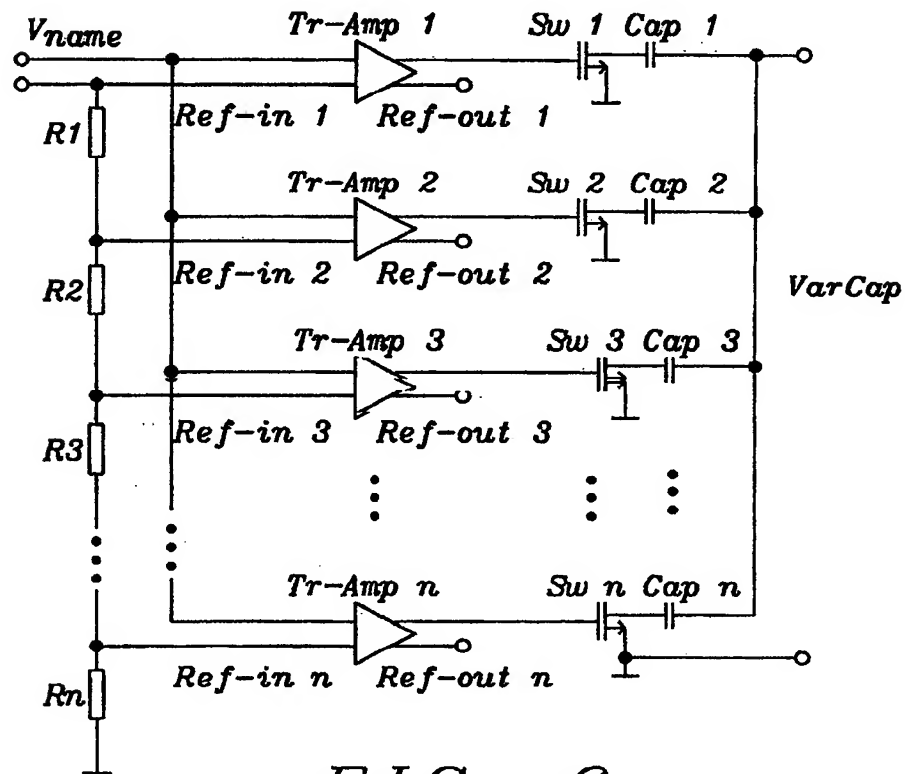 Vname
Tr-Amp 1
Sw 1 Cap 1
R1
Ref-in 1
Ref-out 1
Tr-Amp 2
Sw 2 Cap 2
R2
Ref-in 2
Ref-out 2
VarCap
Tr-Amp 3
Sw 3 Cap 3
R3
Ref-in 3
Ref-out 3
Tr-Amp n
Sw n Cap n
Rn
Ref-in n
Ref-out n